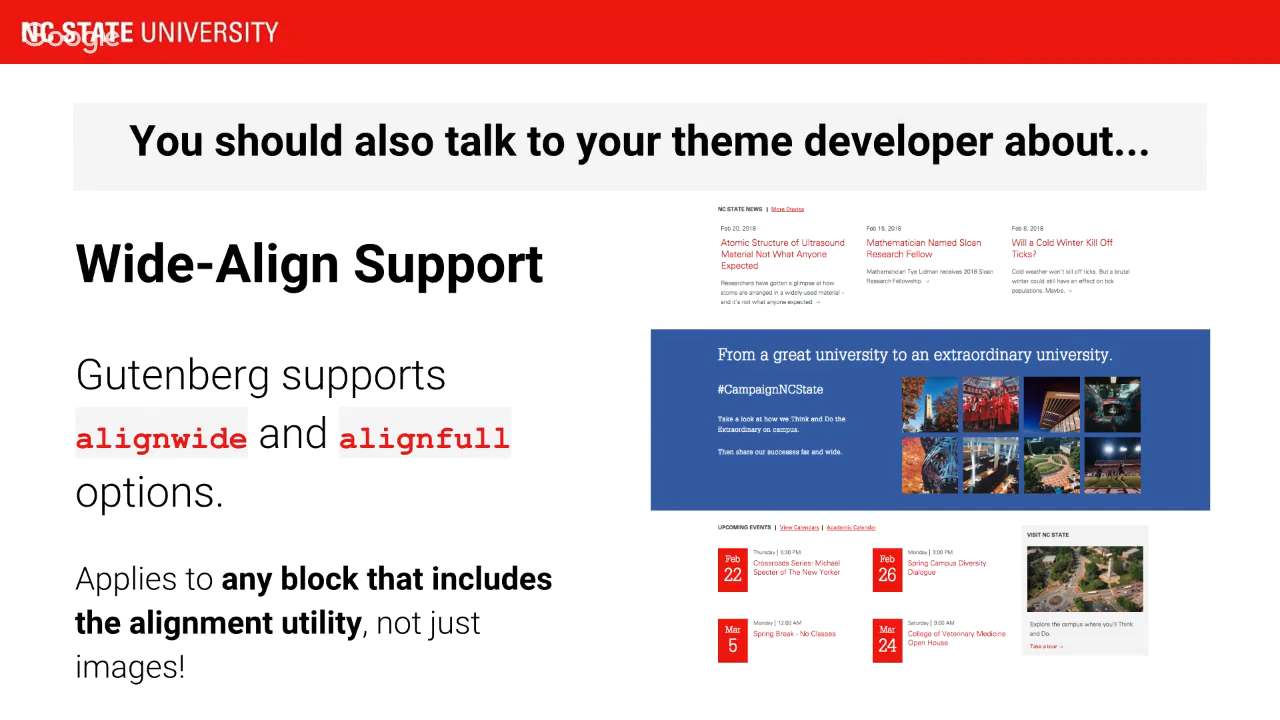 NC STATE UNIVERSITY
Google
You should also talk to your theme developer about...
Wide-Align Support
Gutenberg supports
alignwide and alignfull
options.
Applies to any block that includes
the alignment utility, not just
images!
NC STATE NEWS | More Stories
Feb 20, 2018
Atomic Structure of Ultrasound
Material Not What Anyone
Expected
Researchers have gotten a glimpse at how
atoms are arranged in a widely-used material –
and it's not what anyone expected. →
Feb 15, 2018
Mathematician Named Sloan
Research Fellow
Mathematician Tye Lidman receives 2018 Sloan
Research Fellowship. →
Feb 8, 2018
Will a Cold Winter Kill Off
Ticks?
Cold weather won't kill off ticks. But a brutal
winter could still have an effect on tick
populations. Maybe. →
From a great university to an extraordinary university.
#CampaignNCState
Take a look at how we Think and Do the
Extraordinary on campus.
Then share our successes far and wide.
UPCOMING EVENTS | View Calendars | Academic Calendar
Feb
22
Thursday | 5:30 PM
Crossroads Series: Michael
Specter of The New Yorker
Feb
26
Monday | 3:00 PM
Spring Campus Diversity
Dialogue
Mar
5
Monday | 12:00 AM
Spring Break - No Classes
Mar
24
Saturday | 9:00 AM
College of Veterinary Medicine
Open House
VISIT NC STATE
Explore the campus where you'll Think
and Do.
Take a tour →